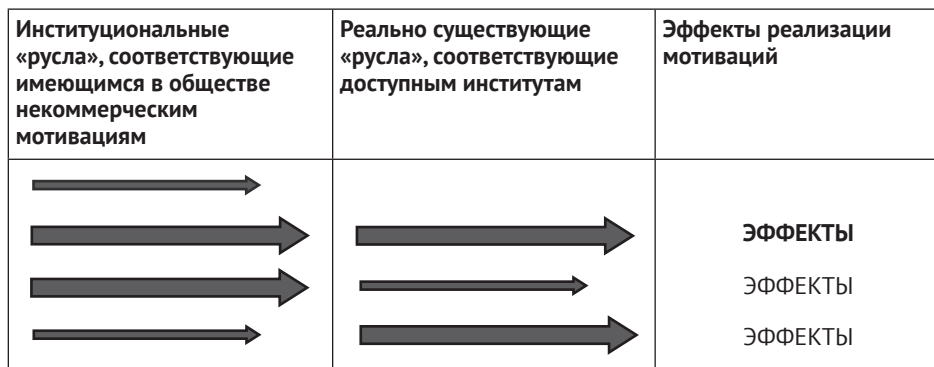 Институциональные
«русла», соответствующие
имеющимся в обществе
некоммерческим
мотивациям
Реально существующие
«русла», соответствующие
доступным институтам
Эффекты реализации
мотиваций
ЭФФЕКТЫ
ЭФФЕКТЫ
ЭФФЕКТЫ